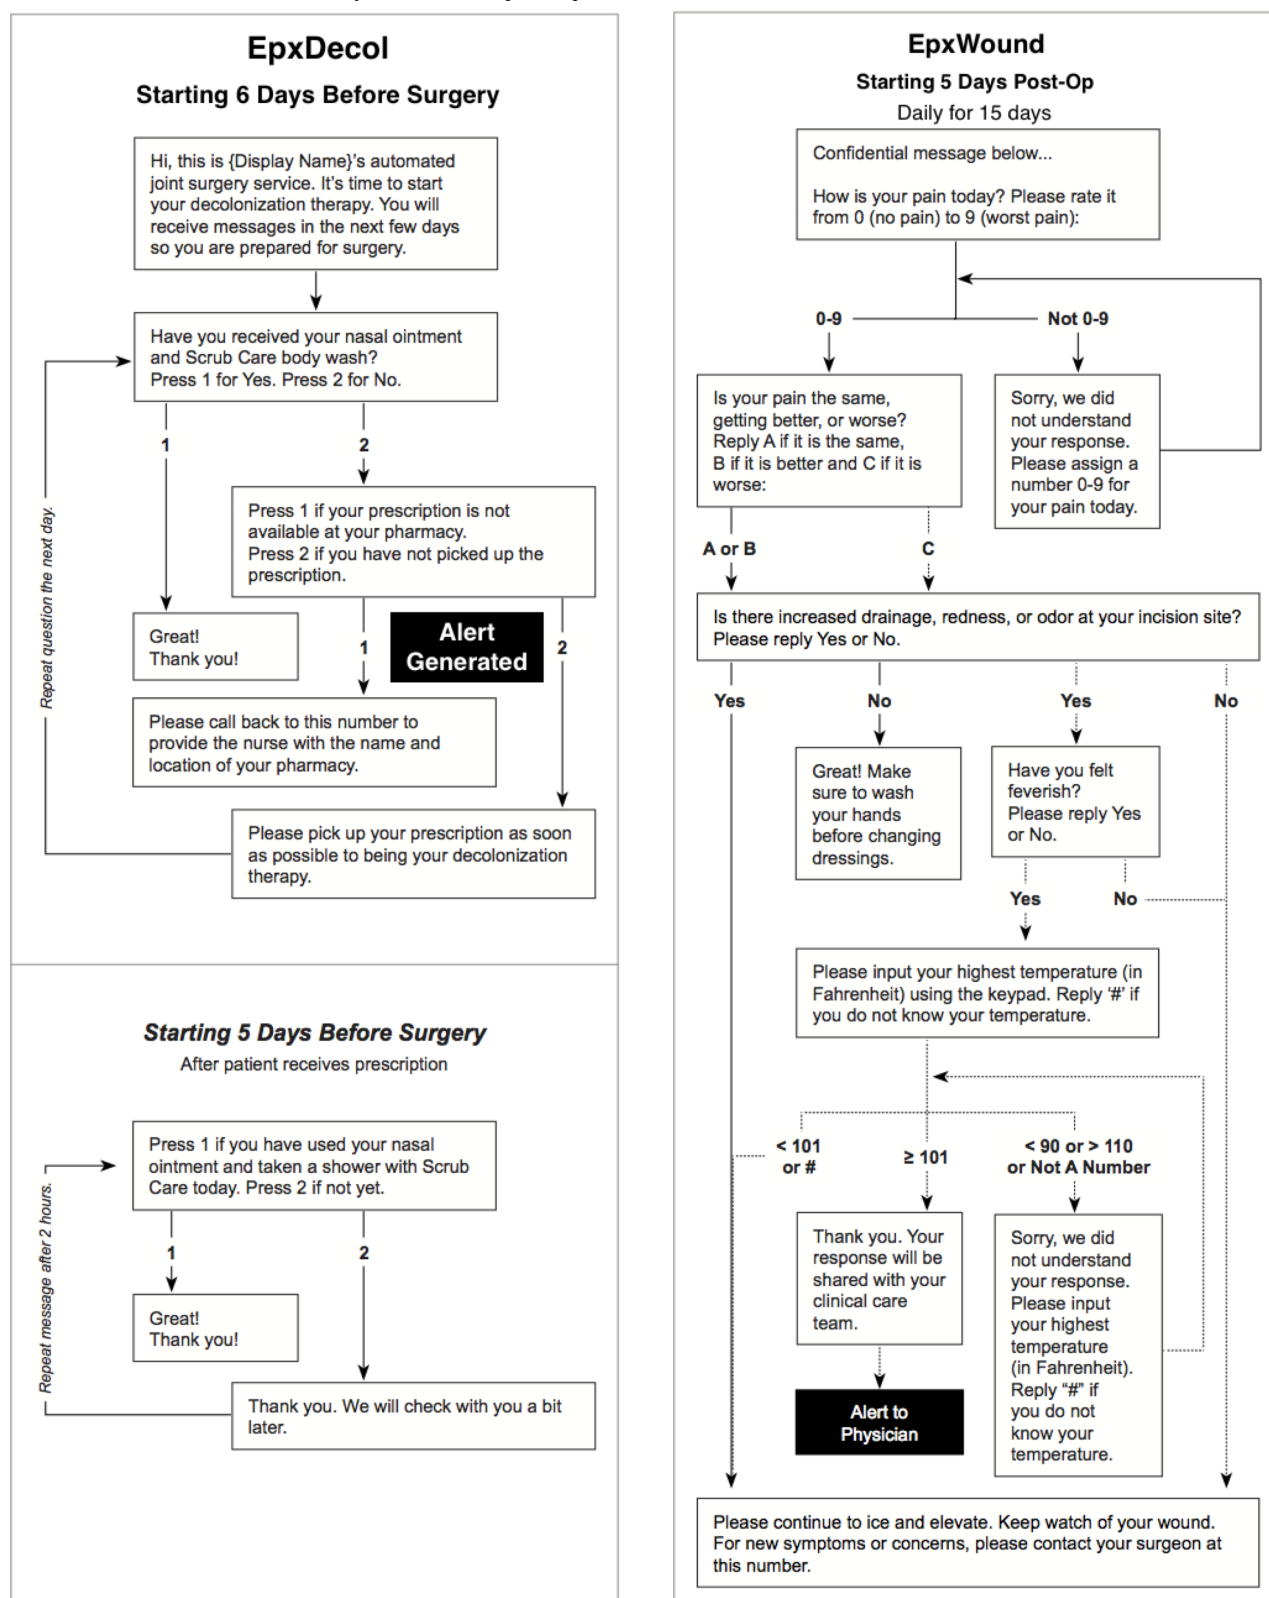 EpxDecol
Starting 6 Days Before Surgery
Hi, this is {Display Name}'s automated
joint surgery service. It's time to start
your decolonization therapy. You will
receive messages in the next few days
so you are prepared for surgery.
Have you received your nasal ointment
and Scrub Care body wash?
Press 1 for Yes. Press 2 for No.
1
2
Repeat question the next day.
Press 1 if your prescription is not
available at your pharmacy.
Press 2 if you have not picked up the
prescription.
Great!
Thank you!
1
Alert
Generated
2
Please call back to this number to
provide the nurse with the name and
location of your pharmacy.
Please pick up your prescription as soon
as possible to being your decolonization
therapy.
Starting 5 Days Before Surgery
After patient receives prescription
Press 1 if you have used your nasal
ointment and taken a shower with Scrub
Care today. Press 2 if not yet.
Repeat message after 2 hours.
1
2
Great!
Thank you!
Thank you. We will check with you a bit
later.
EpxWound
Starting 5 Days Post-Op
Daily for 15 days
Confidential message below...
How is your pain today? Please rate it
from 0 (no pain) to 9 (worst pain):
0-9
Not 0-9
Is your pain the same,
getting better, or worse?
Reply A if it is the same,
B if it is better and C if it is
worse:
Sorry, we did
not understand
your response.
Please assign a
number 0-9 for
your pain today.
A or B
C
Is there increased drainage, redness, or odor at your incision site?
Please reply Yes or No.
Yes
No
Yes
No
Great! Make
sure to wash
your hands
before changing
dressings.
Have you felt
feverish?
Please reply Yes
or No.
Yes
No
Please input your highest temperature (in
Fahrenheit) using the keypad. Reply '#' if
you do not know your temperature.
< 101
or #
≥ 101
< 90 or > 110
or Not A Number
Thank you. Your
response will be
shared with your
clinical care
team.
Sorry, we did
not understand
your response.
Please input
your highest
temperature
(in Fahrenheit).
Reply "#" if
you do not
know your
temperature.
Alert to
Physician
Please continue to ice and elevate. Keep watch of your wound.
For new symptoms or concerns, please contact your surgeon at
this number.